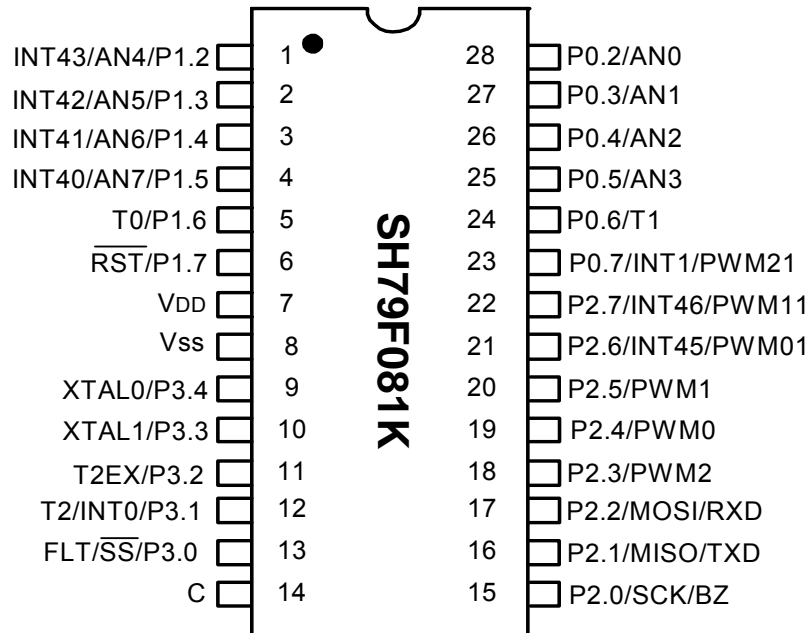 INT43/AN4/P1.2 1 28 P0.2/AN0
INT42/AN5/P1.3 2 27 P0.3/AN1
INT41/AN6/P1.4 3 26 P0.4/AN2
INT40/AN7/P1.5 4 25 P0.5/AN3
T0/P1.6 5 24 P0.6/T1
RST/P1.7 6 23 P0.7/INT1/PWM21
VDD 7 22 P2.7/INT46/PWM11
Vss 8 21 P2.6/INT45/PWM01
XTAL0/P3.4 9 20 P2.5/PWM1
XTAL1/P3.3 10 19 P2.4/PWM0
T2EX/P3.2 11 18 P2.3/PWM2
T2/INT0/P3.1 12 17 P2.2/MOSI/RXD
FLT/SS/P3.0 13 16 P2.1/MISO/TXD
C 14 15 P2.0/SCK/BZ
SH79F081K